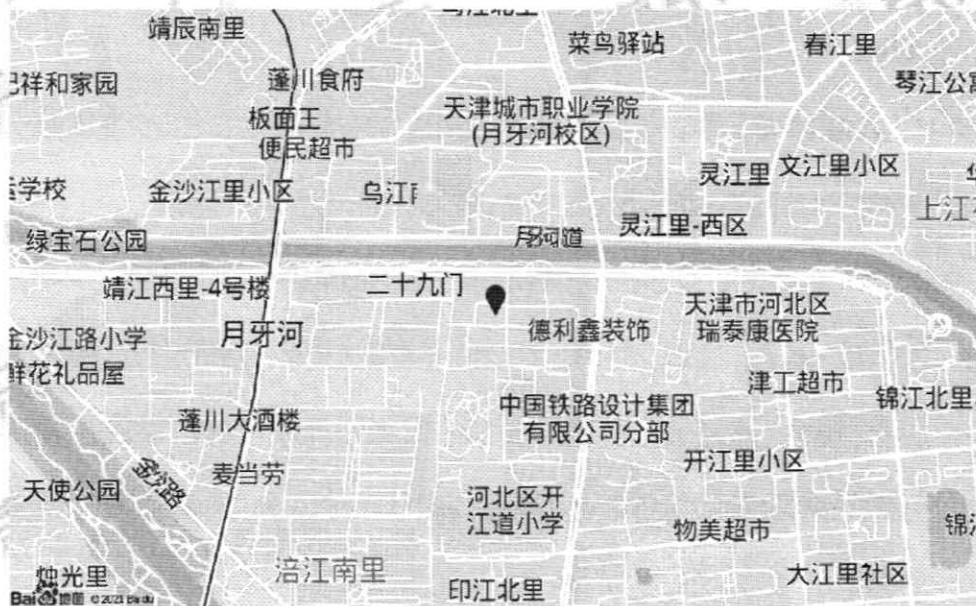 靖辰南里
菜鸟驿站
春江里
祥和家园
蓬川食府
琴江公寓
板面王
便民超市
天津城市职业学院
(月牙河校区)
灵江里
文江里小区
学校
金沙江里小区
乌江
上江
绿宝石公园
灵江里-西区
靖江西里-4号楼
二十九门
天津市河北区
瑞泰康医院
金沙江路小学
月牙河
德利鑫装饰
鲜花礼品屋
津工超市
锦江北里
中国铁路设计集团
有限公司分部
蓬川大酒楼
开江里小区
麦当劳
天使公园
河北区开
江道小学
物美超市
锦
烛光里
涪江南里
印江北里
大江里社区
Bai 地图